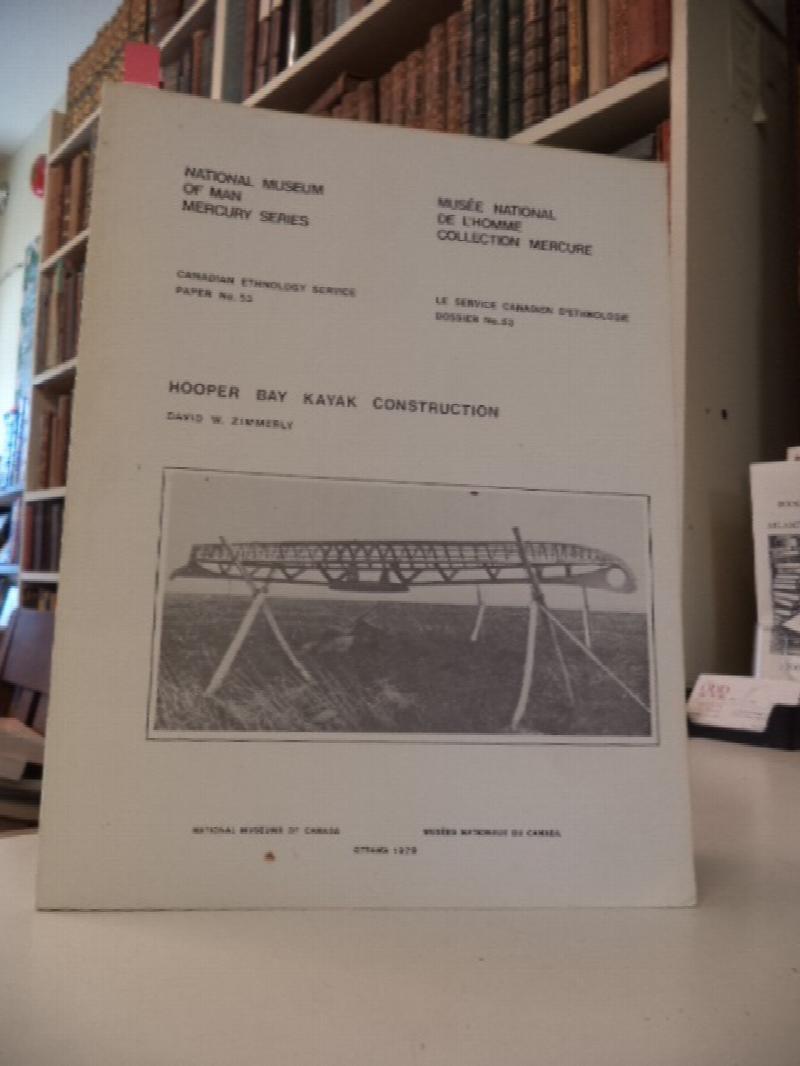 NATIONAL MUSEUM
OF MAN
MERCURY SERIES
MUSÉE NATIONAL
DE L'HOMME
COLLECTION MERCURE
CANADIAN ETHNOLOGY SERVICE
PAPER No. 53
LE SERVICE CANADIEN D'ETHNOLOGIE
DOSSIER No. 53
HOOPER BAY KAYAK CONSTRUCTION
DAVID W. ZIMMERLY
NATIONAL MUSEUMS OF CANADA
MUSÉES NATIONAUX DU CANADA
OTTAWA 1979